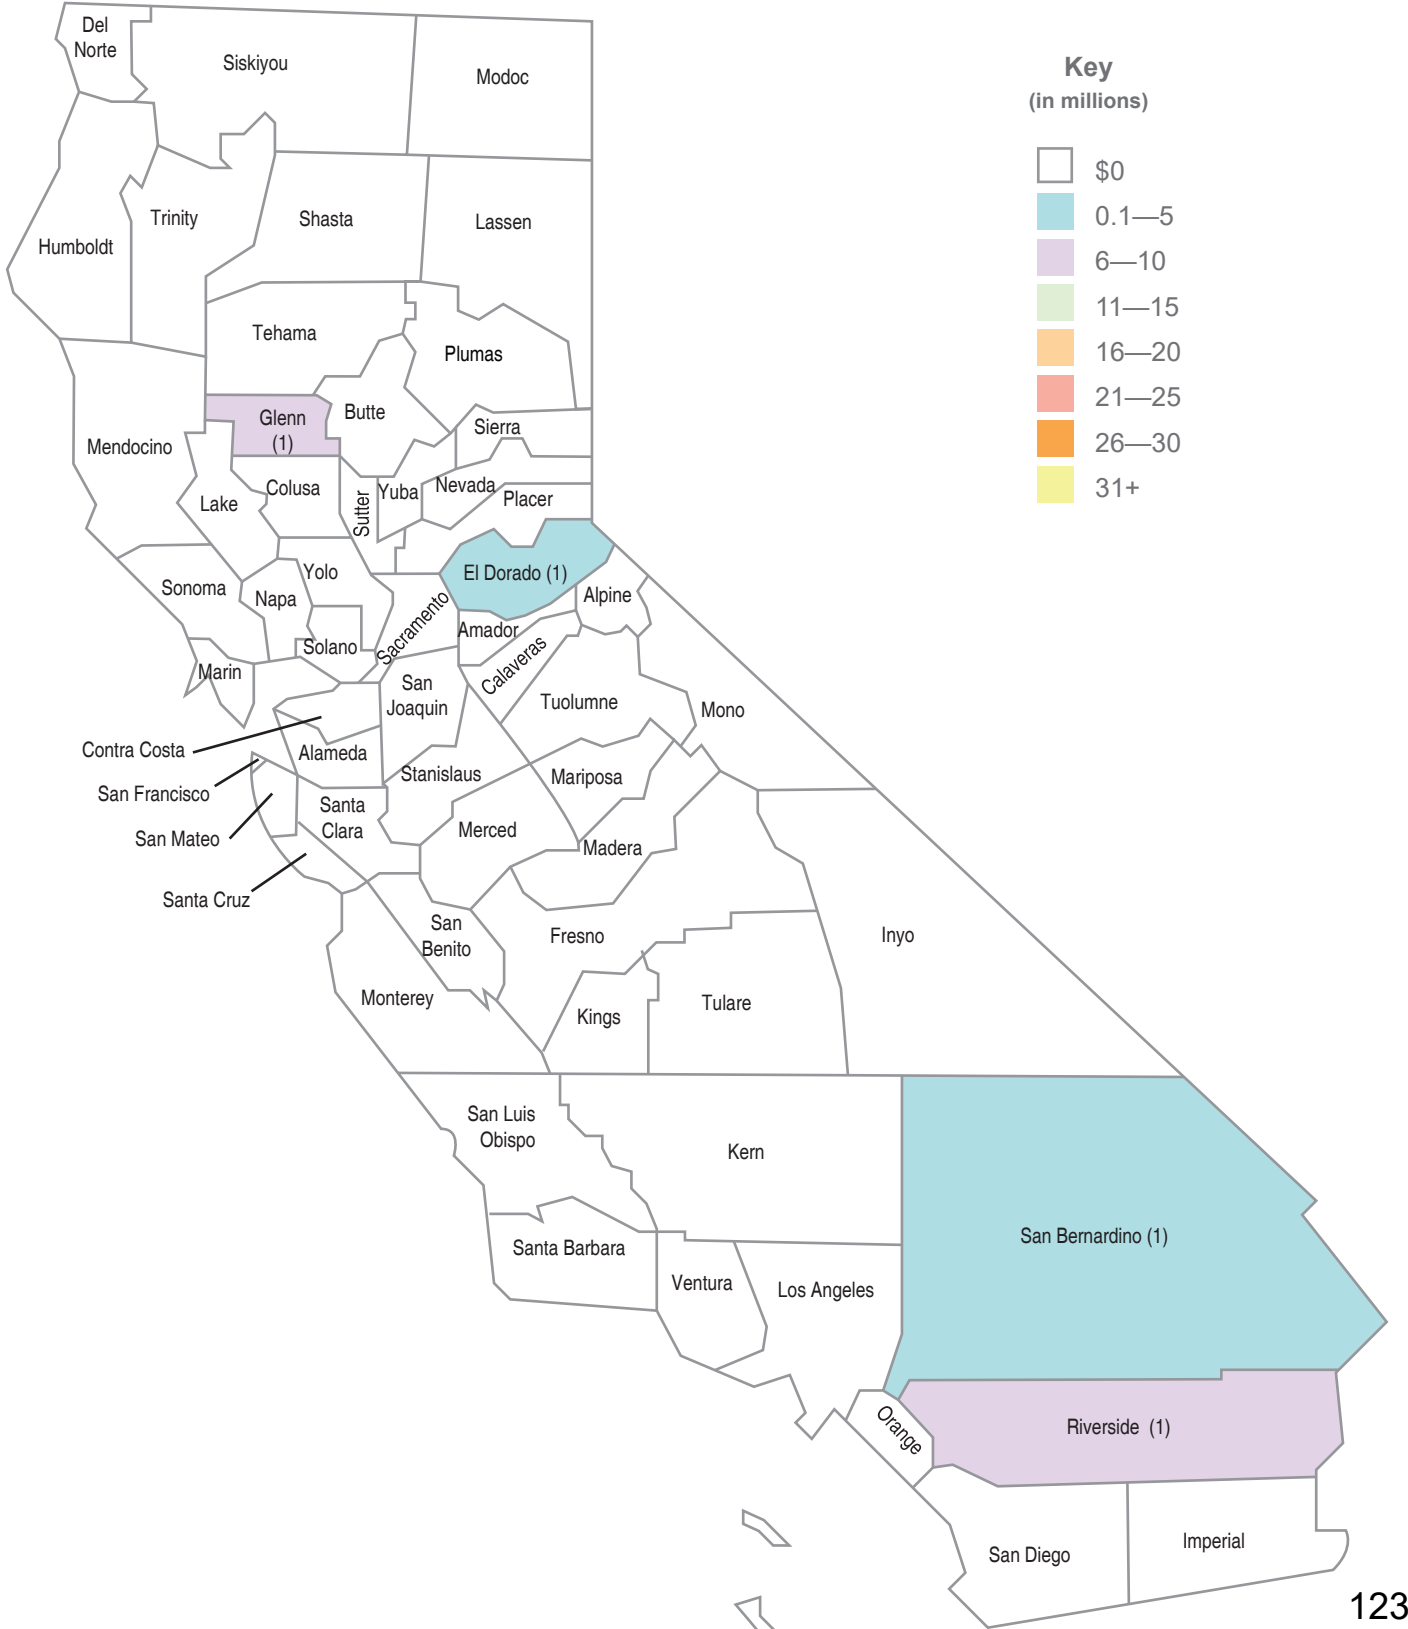 Del
Norte
Siskiyou
Modoc
Key
(in millions)
$0
0.1—5
6—10
11—15
16—20
21—25
26—30
31+
Humboldt
Trinity
Shasta
Lassen
Tehama
Plumas
Glenn
(1)
Butte
Mendocino
Sierra
Lake
Colusa
Sutter
Yuba
Nevada
Placer
Sonoma
Napa
Yolo
El Dorado (1)
Alpine
Sacramento
Amador
Solano
Marin
Calaveras
San
Joaquin
Tuolumne
Mono
Contra Costa
Alameda
Stanislaus
Mariposa
San Francisco
Santa
Clara
San Mateo
Merced
Madera
Santa Cruz
San
Benito
Fresno
Inyo
Monterey
Kings
Tulare
San Luis
Obispo
Kern
Santa Barbara
Ventura
Los Angeles
San Bernardino (1)
Orange
Riverside (1)
San Diego
Imperial
123